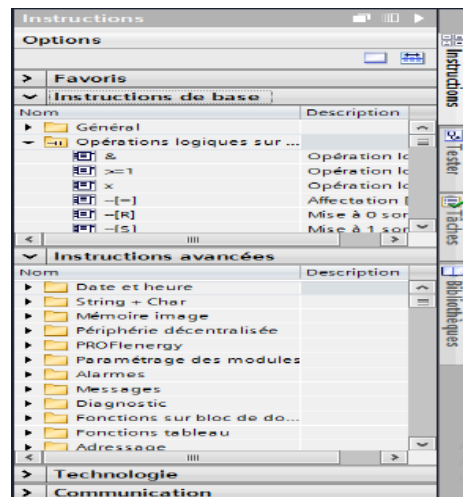 Instructions
Options
Favoris
Instructions de base
Nom Description
Général
Opérations logiques sur ...
& Opération lo
>=1 Opération lo
x Opération lo
-[=] Affectation [
-[R] Mise à 0 sor
-[S] Mise à 1 sor
Instructions avancées
Nom Description
Date et heure
String + Char
Mémoire image
Périphérie décentralisée
PROFIenergy
Paramétrage des modules
Alarmes
Messages
Diagnostic
Fonctions sur bloc de do...
Fonctions tableau
Adressage
Technologie
Communication
Instructions
Tester
Tâches
Bibliothèques